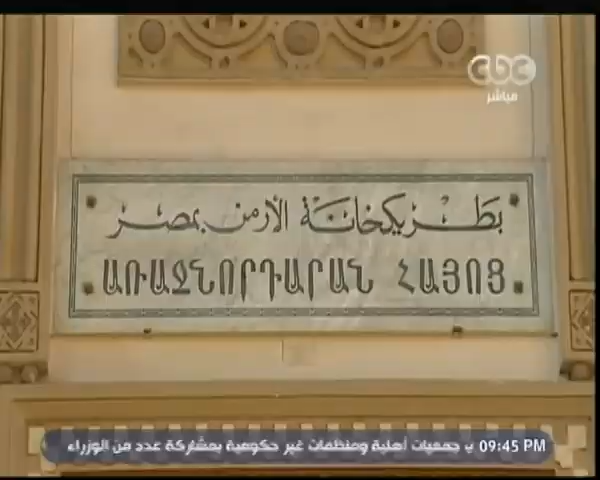 cbc
مباشر
بطريكخانة الأرمن بمصر
ԱՌԱՋՆՈՐԴԱՐԱՆ ՀԱՅՈՑ
09:45 PM ب جمعيات أهلية ومنظمات غير حكومية بمشاركة عدد من الوزراء